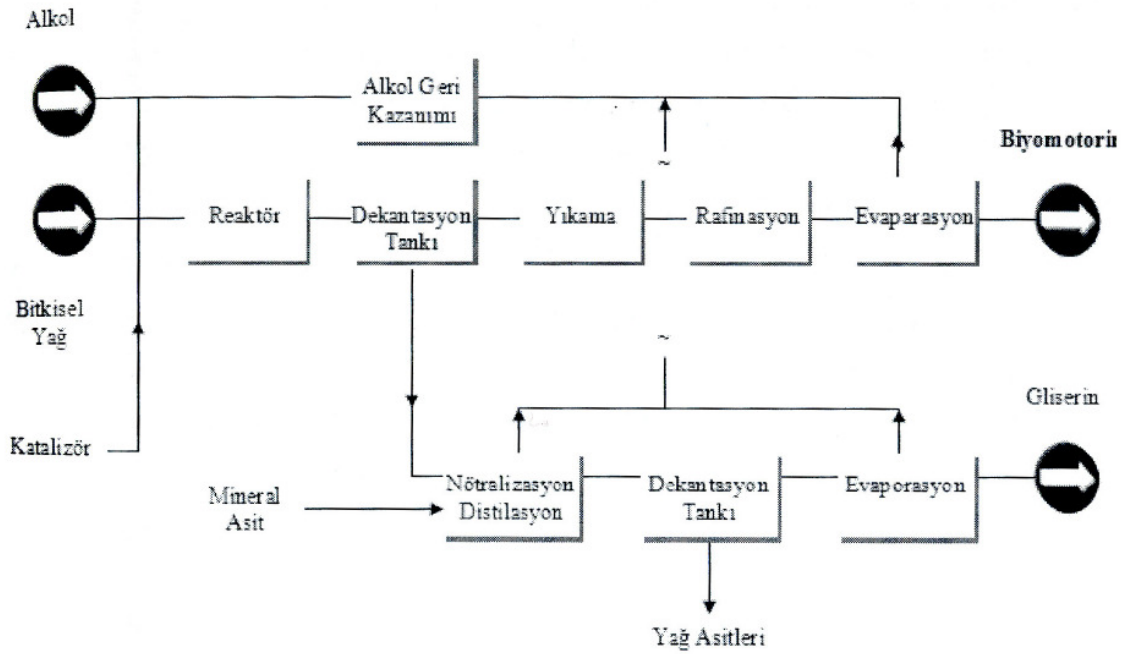 Alkol
Alkol Geri
Kazanımı
Biyomotorin
~
Reaktör
Dekantasyon
Tankı
Yıkama
Rafinasyon
Evaparasyon
Bitkisel
Yağ
~
Gliserin
Katalizör
Mineral
Asit
Nötralizasyon
Distilasyon
Dekantasyon
Tankı
Evaporasyon
Yağ Asitleri